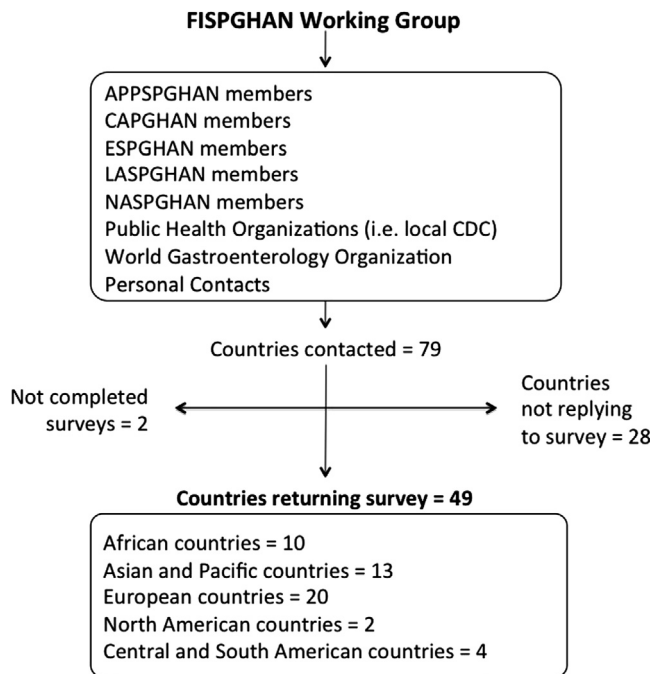 FISPGHAN Working Group
APPSPGHAN members
CAPGHAN members
ESPGHAN members
LASPGHAN members
NASPGHAN members
Public Health Organizations (i.e. local CDC)
World Gastroenterology Organization
Personal Contacts
Countries contacted = 79
Not completed
surveys = 2
Countries
not replying
to survey = 28
Countries returning survey = 49
African countries = 10
Asian and Pacific countries = 13
European countries = 20
North American countries = 2
Central and South American countries = 4